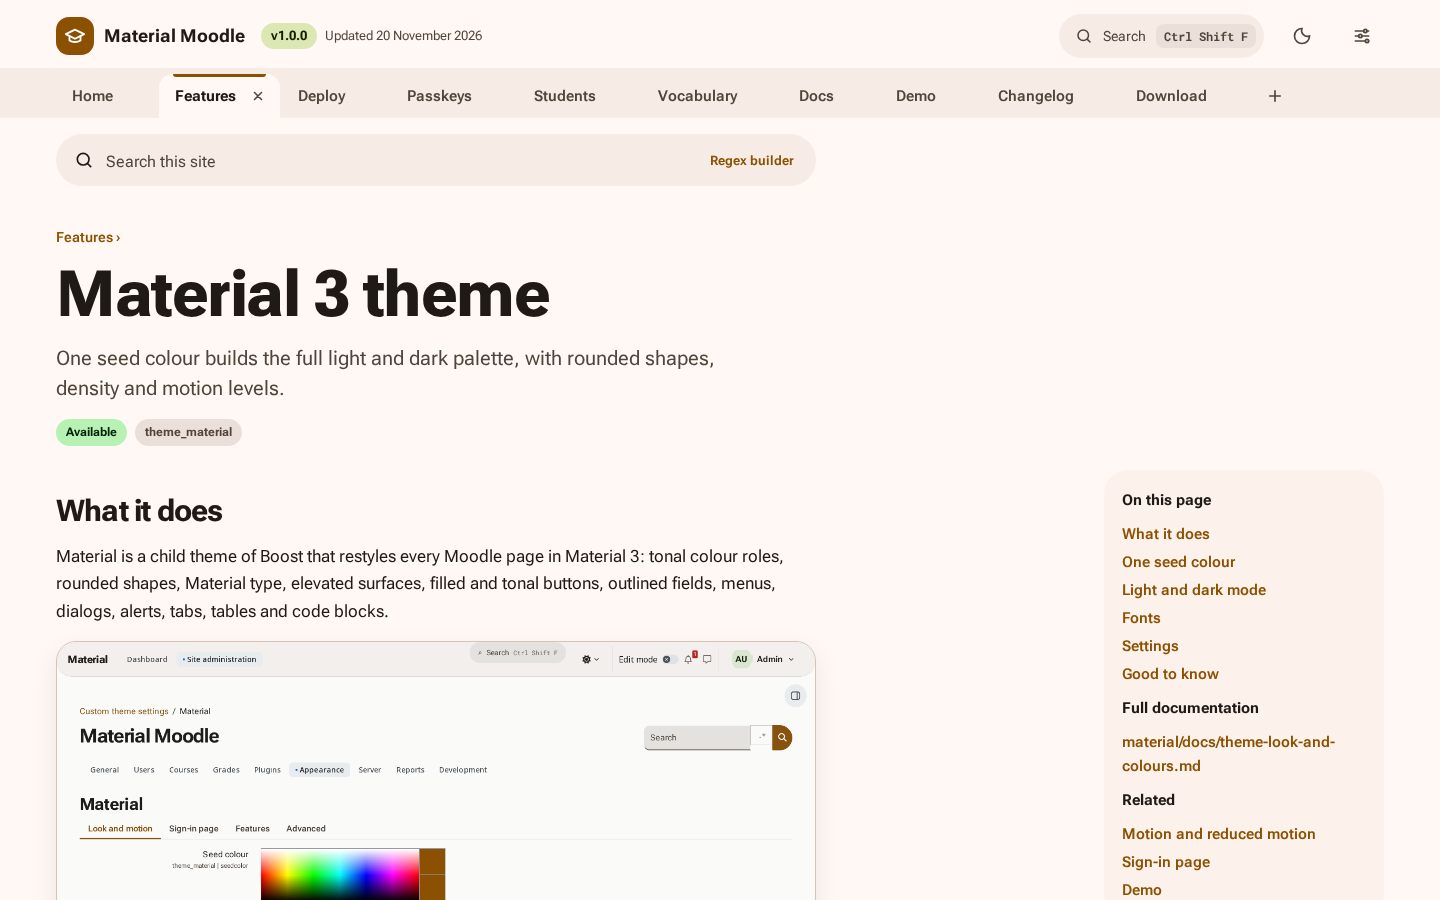 Material Moodle
v1.0.0
Updated 20 November 2026
Search Ctrl Shift F
Home
Features
Deploy
Passkeys
Students
Vocabulary
Docs
Demo
Changelog
Download
Search this site
Regex builder
Features ›
Material 3 theme
One seed colour builds the full light and dark palette, with rounded shapes,
density and motion levels.
Available
theme_material
What it does
Material is a child theme of Boost that restyles every Moodle page in Material 3: tonal colour roles,
rounded shapes, Material type, elevated surfaces, filled and tonal buttons, outlined fields, menus,
dialogs, alerts, tabs, tables and code blocks.
Material
Dashboard
Site administration
Search Ctrl Shift F
Edit mode
1
AU
Admin
Custom theme settings / Material
Material Moodle
Search
.*
General
Users
Courses
Grades
Plugins
Appearance
Server
Reports
Development
Material
Look and motion
Sign-in page
Features
Advanced
Seed colour
theme_material | seedcolor
On this page
What it does
One seed colour
Light and dark mode
Fonts
Settings
Good to know
Full documentation
material/docs/theme-look-and-
colours.md
Related
Motion and reduced motion
Sign-in page
Demo